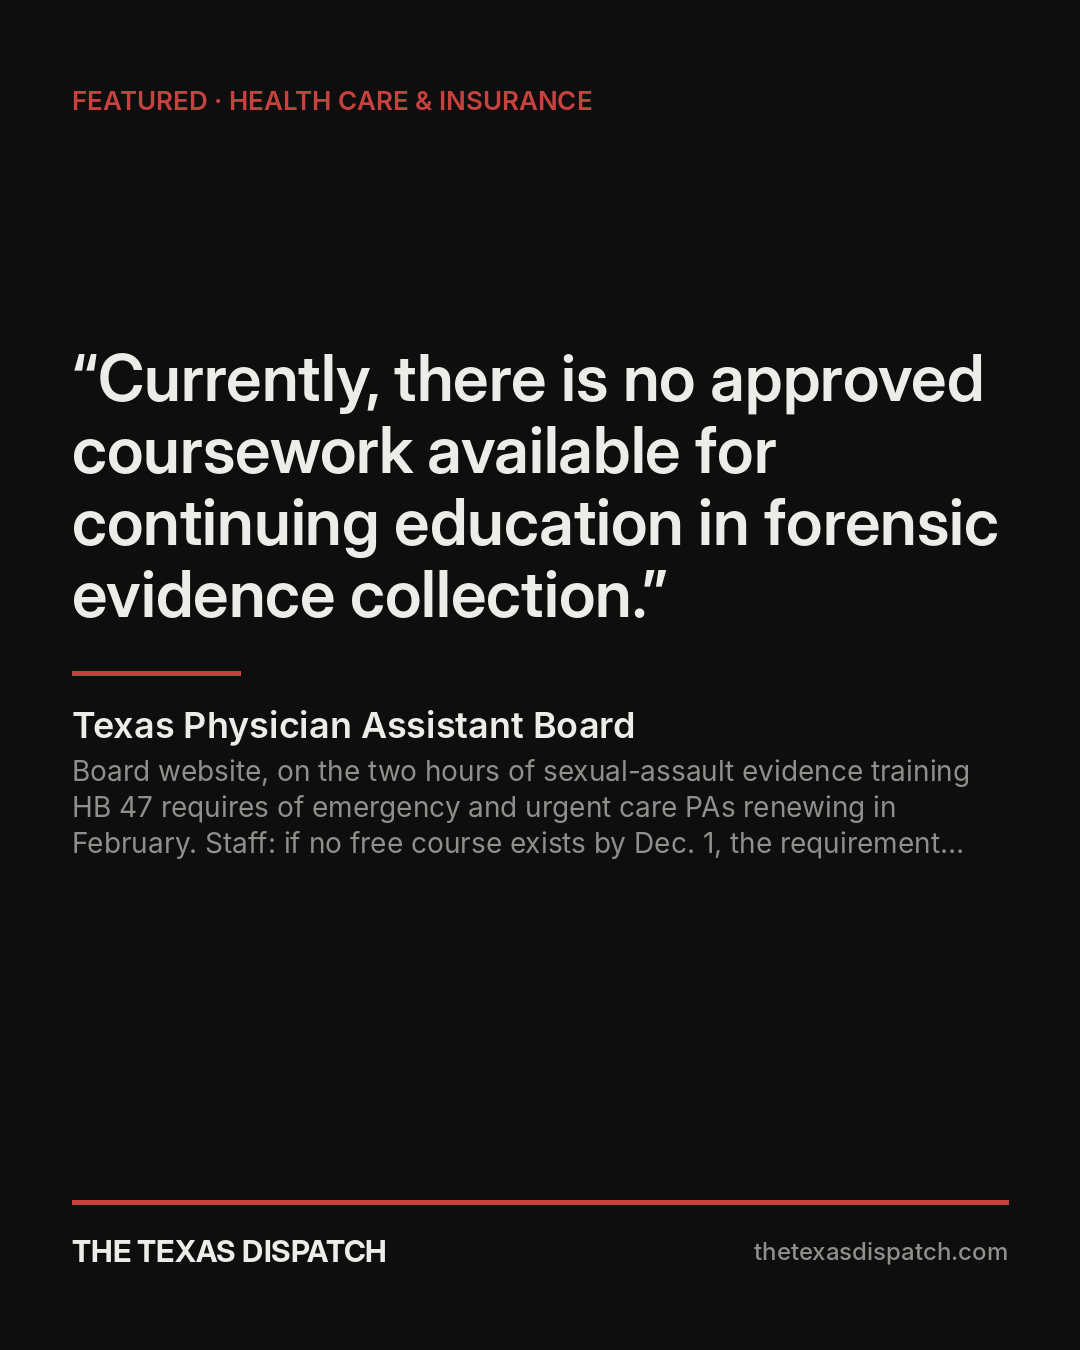 FEATURED · HEALTH CARE & INSURANCE
“Currently, there is no approved
coursework available for
continuing education in forensic
evidence collection.”
Texas Physician Assistant Board
Board website, on the two hours of sexual-assault evidence training
HB 47 requires of emergency and urgent care PAs renewing in
February. Staff: if no free course exists by Dec. 1, the requirement…
THE TEXAS DISPATCH
thetexasdispatch.com